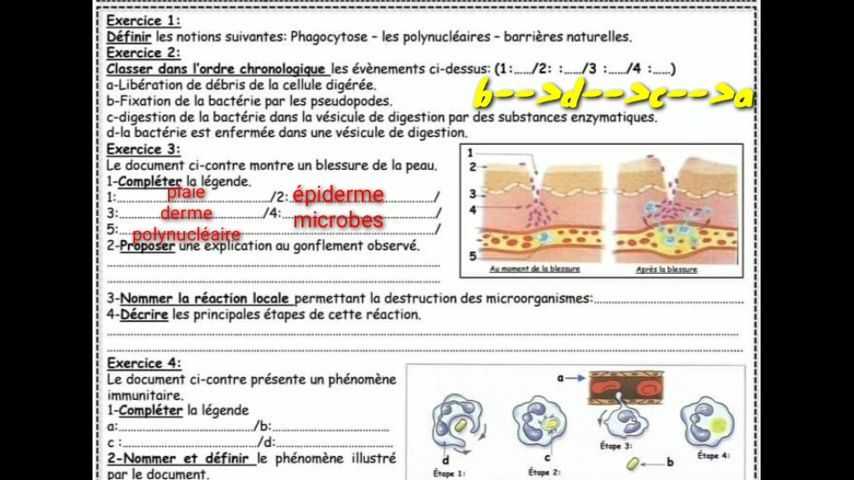 Exercice 1:
Définir les notions suivantes: Phagocytose – les polynucléaires – barrières naturelles.
Exercice 2:
Classer dans l'ordre chronologique les évènements ci-dessus: (1:....../2: :....../3 :....../4 :......)
a-Libération de débris de la cellule digérée.
b-->d-->c-->a
b-Fixation de la bactérie par les pseudopodes.
c-digestion de la bactérie dans la vésicule de digestion par des substances enzymatiques.
d-la bactérie est enfermée dans une vésicule de digestion.
Exercice 3:
Le document ci-contre montre un blessure de la peau.
1-Compléter la légende.
1: plaie /2: épiderme /
3: derme /4: microbes /
5: polynucléaire /
2-Proposer une explication au gonflement observé.
1
2
3
4
5
Au moment de la blessure Après la blessure
3-Nommer la réaction locale permettant la destruction des microorganismes:
4-Décrire les principales étapes de cette réaction.
Exercice 4:
Le document ci-contre présente un phénomène
immunitaire.
1-Compléter la légende
a: /b:
c : /d:
2-Nommer et définir le phénomène illustré
par le document.
a
d c b
Étape 1: Étape 2: Étape 3: Étape 4: